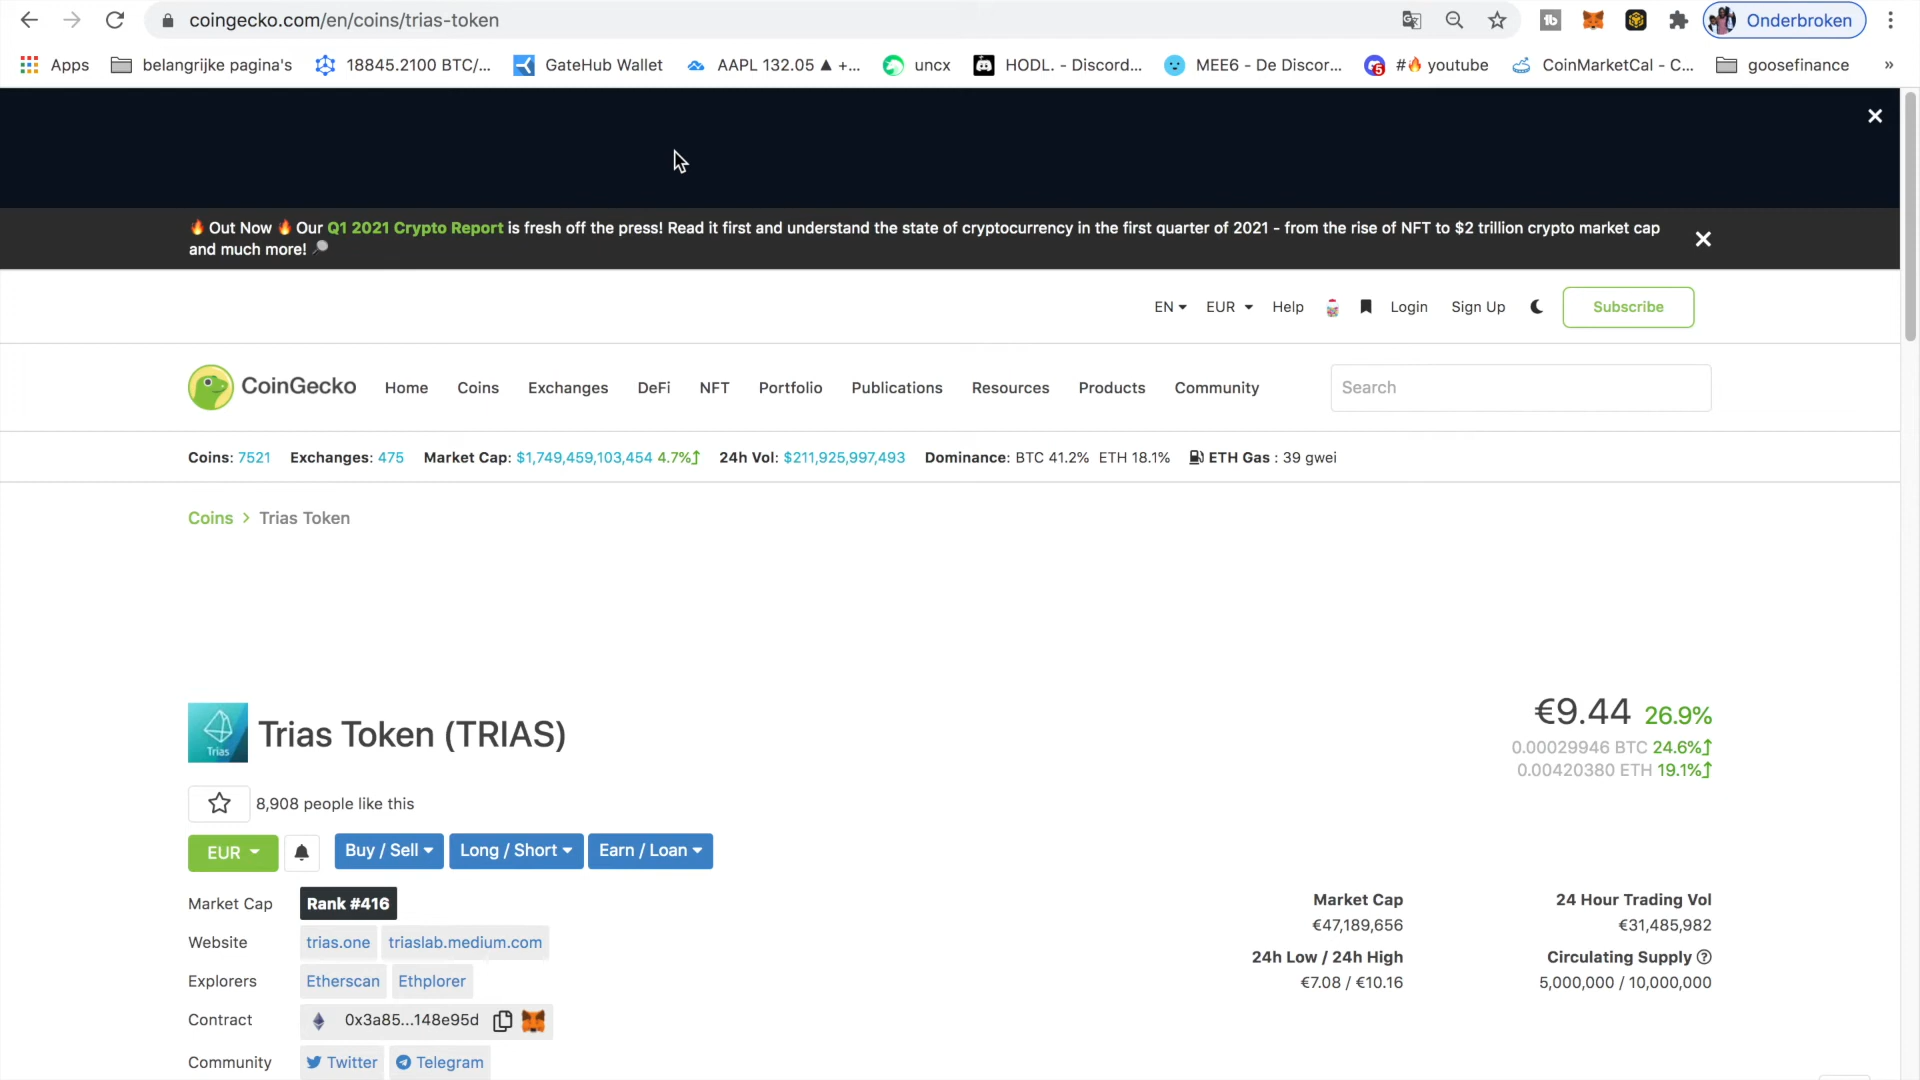 coingecko.com/en/coins/trias-token
Onderbroken
Apps belangrijke pagina's 18845.2100 BTC/... GateHub Wallet AAPL 132.05 ▲ +... uncx HODL. - Discord... MEE6 - De Discor... #🔥 youtube CoinMarketCal - C... goosefinance »
🔥 Out Now 🔥 Our Q1 2021 Crypto Report is fresh off the press! Read it first and understand the state of cryptocurrency in the first quarter of 2021 - from the rise of NFT to $2 trillion crypto market cap
and much more! 🔎
EN EUR Help Login Sign Up Subscribe
CoinGecko Home Coins Exchanges DeFi NFT Portfolio Publications Resources Products Community Search
Coins: 7521 Exchanges: 475 Market Cap: $1,749,459,103,454 4.7% 24h Vol: $211,925,997,493 Dominance: BTC 41.2% ETH 18.1% ETH Gas : 39 gwei
Coins > Trias Token
Trias
Trias Token (TRIAS)
€9.44 26.9%
0.00029946 BTC 24.6%
0.00420380 ETH 19.1%
8,908 people like this
EUR Buy / Sell Long / Short Earn / Loan
Market Cap Rank #416
Website trias.one triaslab.medium.com
Explorers Etherscan Ethplorer
Contract 0x3a85...148e95d
Community Twitter Telegram
Market Cap 24 Hour Trading Vol
€47,189,656 €31,485,982
24h Low / 24h High Circulating Supply
€7.08 / €10.16 5,000,000 / 10,000,000